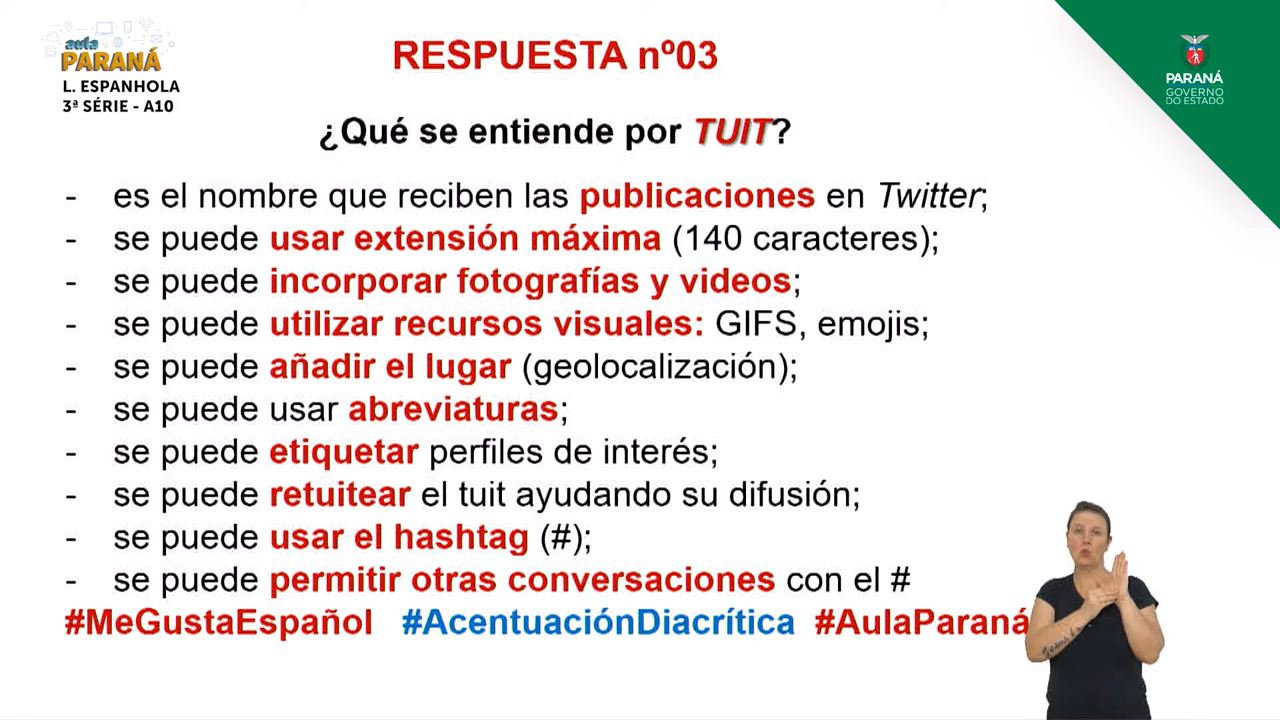 aula
PARANÁ
L. ESPANHOLA
3ª SÉRIE - A10
RESPUESTA nº03
PARANÁ
GOVERNO
DO ESTADO
¿Qué se entiende por TUIT?
- es el nombre que reciben las publicaciones en Twitter;
- se puede usar extensión máxima (140 caracteres);
- se puede incorporar fotografías y videos;
- se puede utilizar recursos visuales: GIFS, emojis;
- se puede añadir el lugar (geolocalización);
- se puede usar abreviaturas;
- se puede etiquetar perfiles de interés;
- se puede retuitear el tuit ayudando su difusión;
- se puede usar el hashtag (#);
- se puede permitir otras conversaciones con el #
#MeGustaEspañol #AcentuaciónDiacrítica #AulaParaná